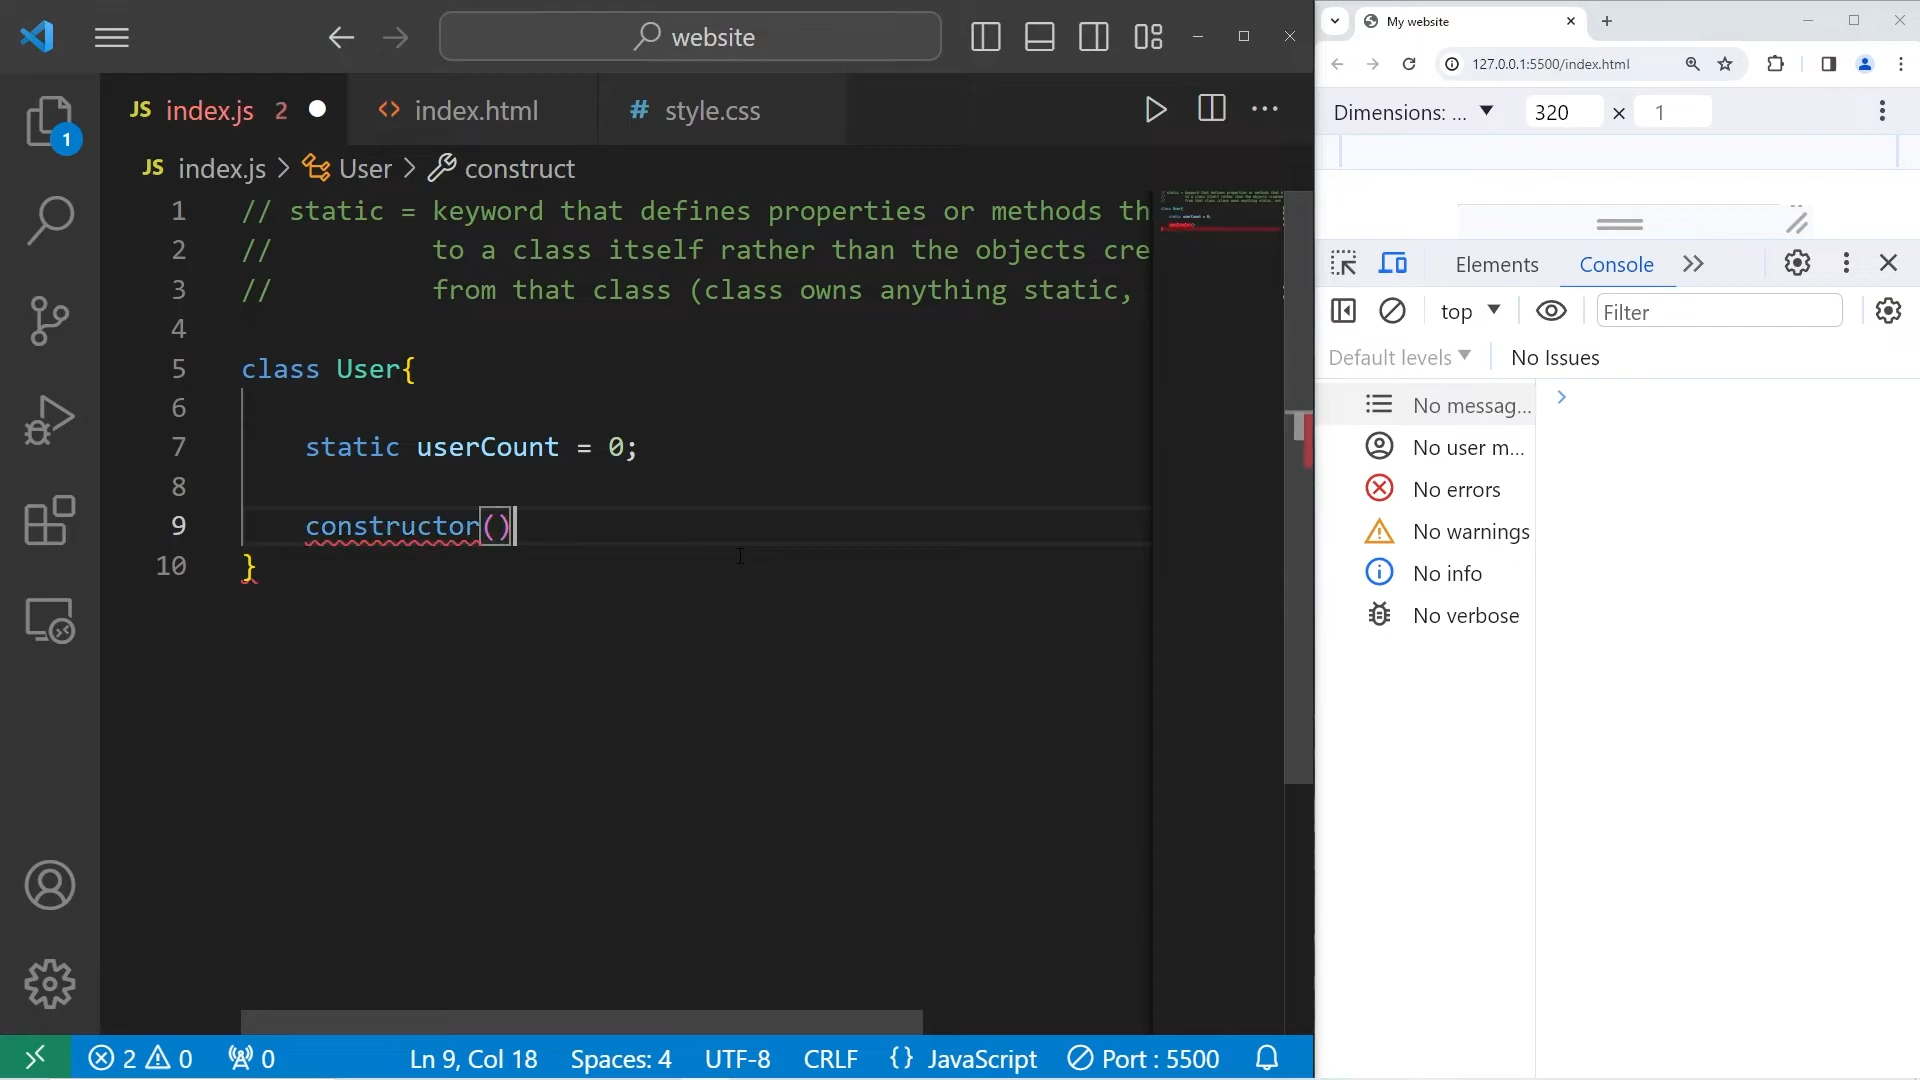 website
JS index.js 2
<> index.html
# style.css
JS index.js > User > construct
1 // static = keyword that defines properties or methods th
2 // to a class itself rather than the objects cre
3 // from that class (class owns anything static,
4
5 class User{
6
7 static userCount = 0;
8
9 constructor()
10 }
1
2 0
0
Ln 9, Col 18
Spaces: 4
UTF-8
CRLF
{} JavaScript
Port : 5500
My website
127.0.0.1:5500/index.html
Dimensions: ... 320 × 1
Elements Console
top
Filter
Default levels No Issues
No messag...
No user m...
No errors
No warnings
No info
No verbose